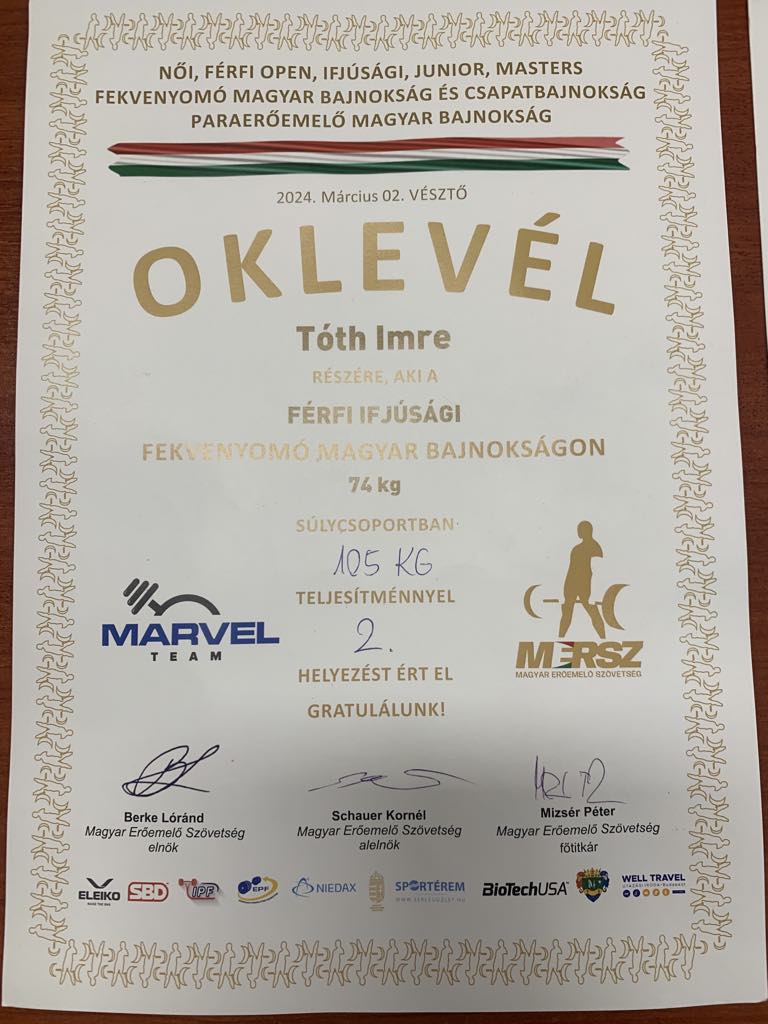 NŐI, FÉRFI OPEN, IFJÚSÁGI, JUNIOR, MASTERS
FEKVENYOMÓ MAGYAR BAJNOKSÁG ÉS CSAPATBAJNOKSÁG
PARAERŐEMELŐ MAGYAR BAJNOKSÁG
2024. Március 02. VÉSZTŐ
OKLEVÉL
Tóth Imre
RÉSZÉRE, AKI A
FÉRFI IFJÚSÁGI
FEKVENYOMÓ MAGYAR BAJNOKSÁGON
74 kg
SÚLYCSOPORTBAN
105 KG
TELJESÍTMÉNNYEL
2.
HELYEZÉST ÉRT EL
GRATULÁLUNK!
MARVEL
TEAM
MERSZ
MAGYAR ERŐEMELŐ SZÖVETSÉG
Berke Lóránd
Magyar Erőemelő Szövetség
elnök
Schauer Kornél
Magyar Erőemelő Szövetség
alelnök
Mizsér Péter
Magyar Erőemelő Szövetség
főtitkár
ELEIKO
SBD
IPF
EPF
NIEDAX
SPORTÉREM
BioTechUSA
WELL TRAVEL
UTAZÁSI IRODA • Budapest